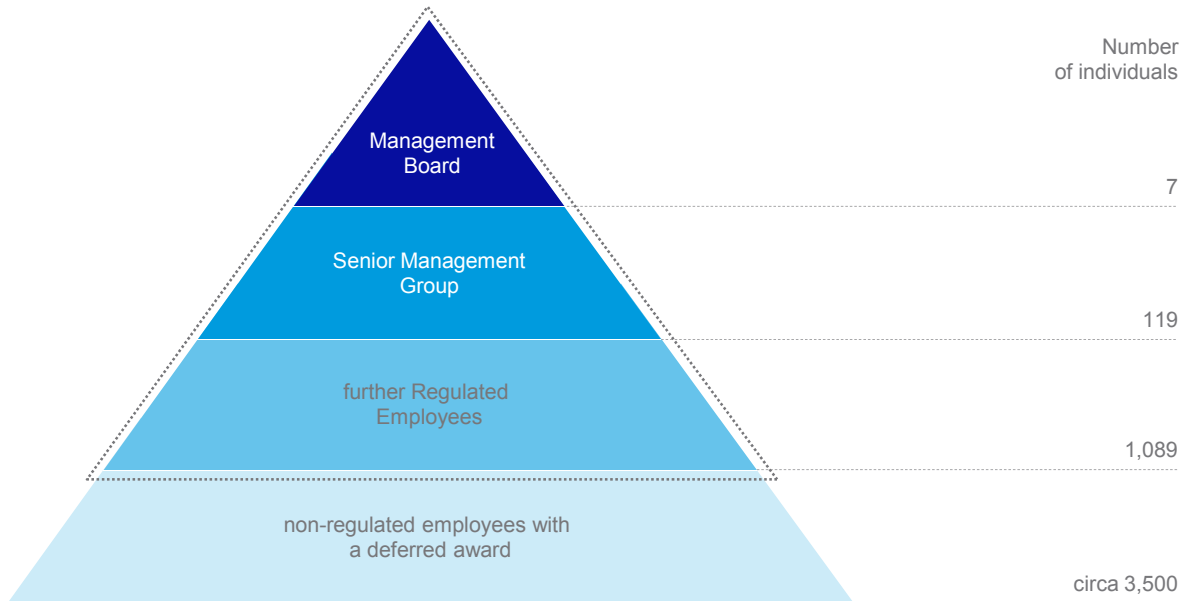 Number
of individuals
Management
Board
7
Senior Management
Group
119
further Regulated
Employees
1,089
non-regulated employees with
a deferred award
circa 3,500